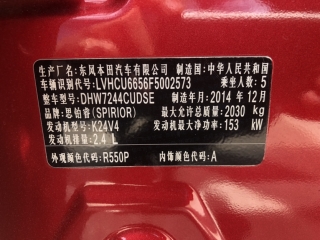 生产企业名称:东风本田汽车有限公司 制造国:中华人民共和国
车辆识别代号:LVHCU6656F5002573 乘坐人数:5
整车型号:DHW7244CUDSE 制造年月:2014 年 12月
品牌:思铂睿(SPIRIOR) 最大允许总质量:2030 kg
发动机型号:K24V4 发动机最大净功率:153 kW
发动机排量:2.4 L
外观颜色代码:R550P 内饰颜色代码:A